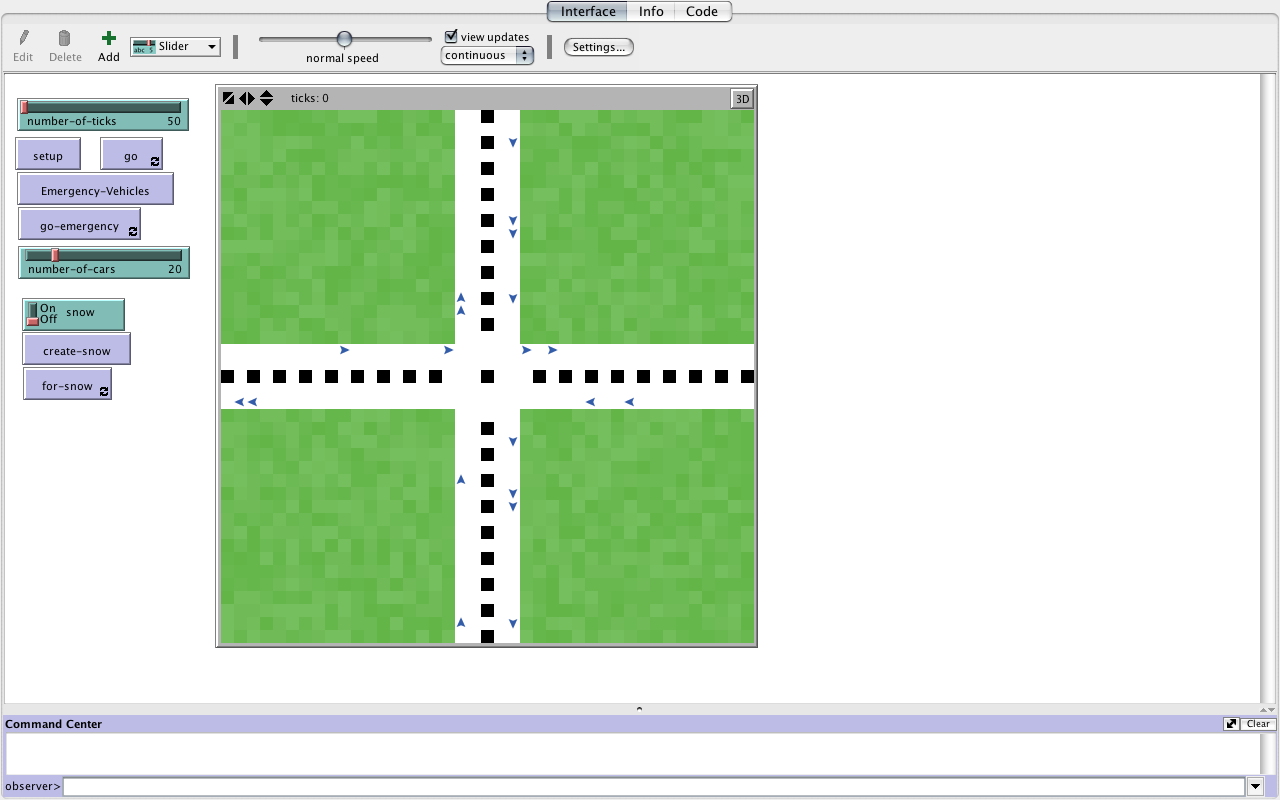 Interface Info Code
Edit Delete Add abc 5 Slider normal speed view updates continuous Settings...
ticks: 0 3D
number-of-ticks 50
setup go
Emergency-Vehicles
go-emergency
number-of-cars 20
On Off snow
create-snow
for-snow
Command Center Clear
observer>